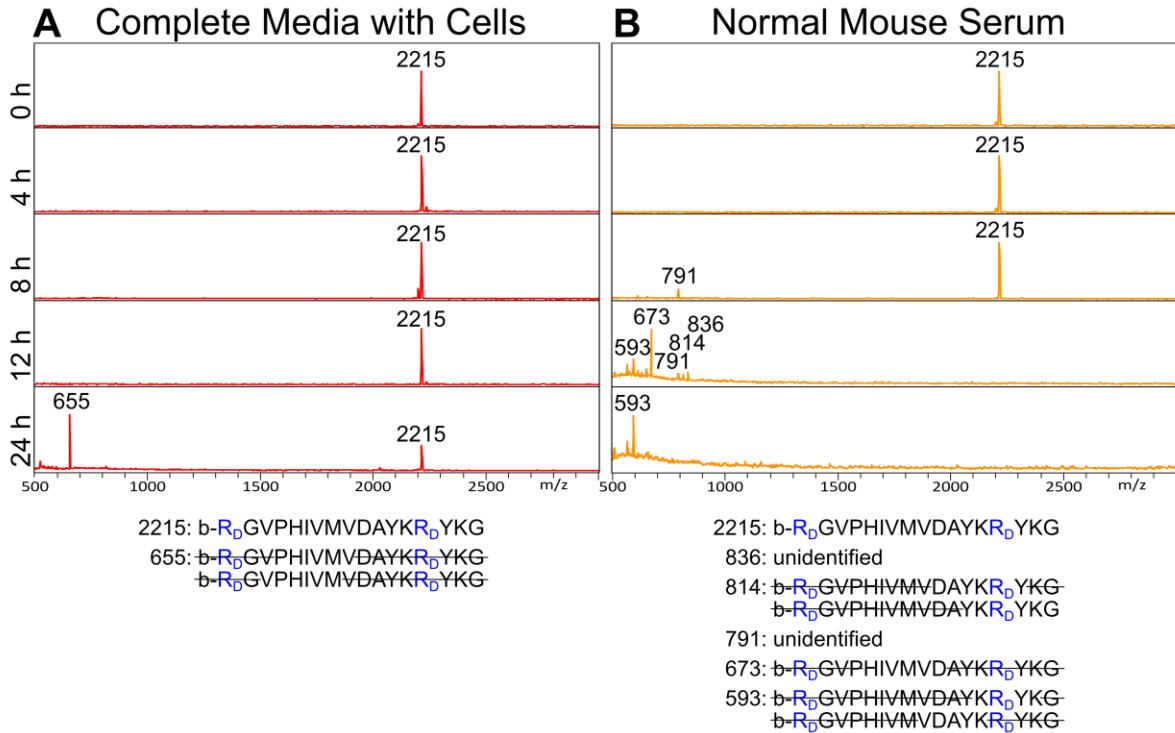 A Complete Media with Cells
2215
0 h
2215
4 h
2215
8 h
2215
12 h
655
2215
24 h
500 1000 1500 2000 2500 m/z
2215: b-RDGVPHIVMVDAYKRDYKG
655: b-RDGVPHIVMVDAYKRDYKG
b-RDGVPHIVMVDAYKRDYKG
B Normal Mouse Serum
2215
2215
2215
791
673 836
814
593 791
593
500 1000 1500 2000 2500 m/z
2215: b-RDGVPHIVMVDAYKRDYKG
836: unidentified
814: b-RDGVPHIVMVDAYKRDYKG
b-RDGVPHIVMVDAYKRDYKG
791: unidentified
673: b-RDGVPHIVMVDAYKRDYKG
593: b-RDGVPHIVMVDAYKRDYKG
b-RDGVPHIVMVDAYKRDYKG